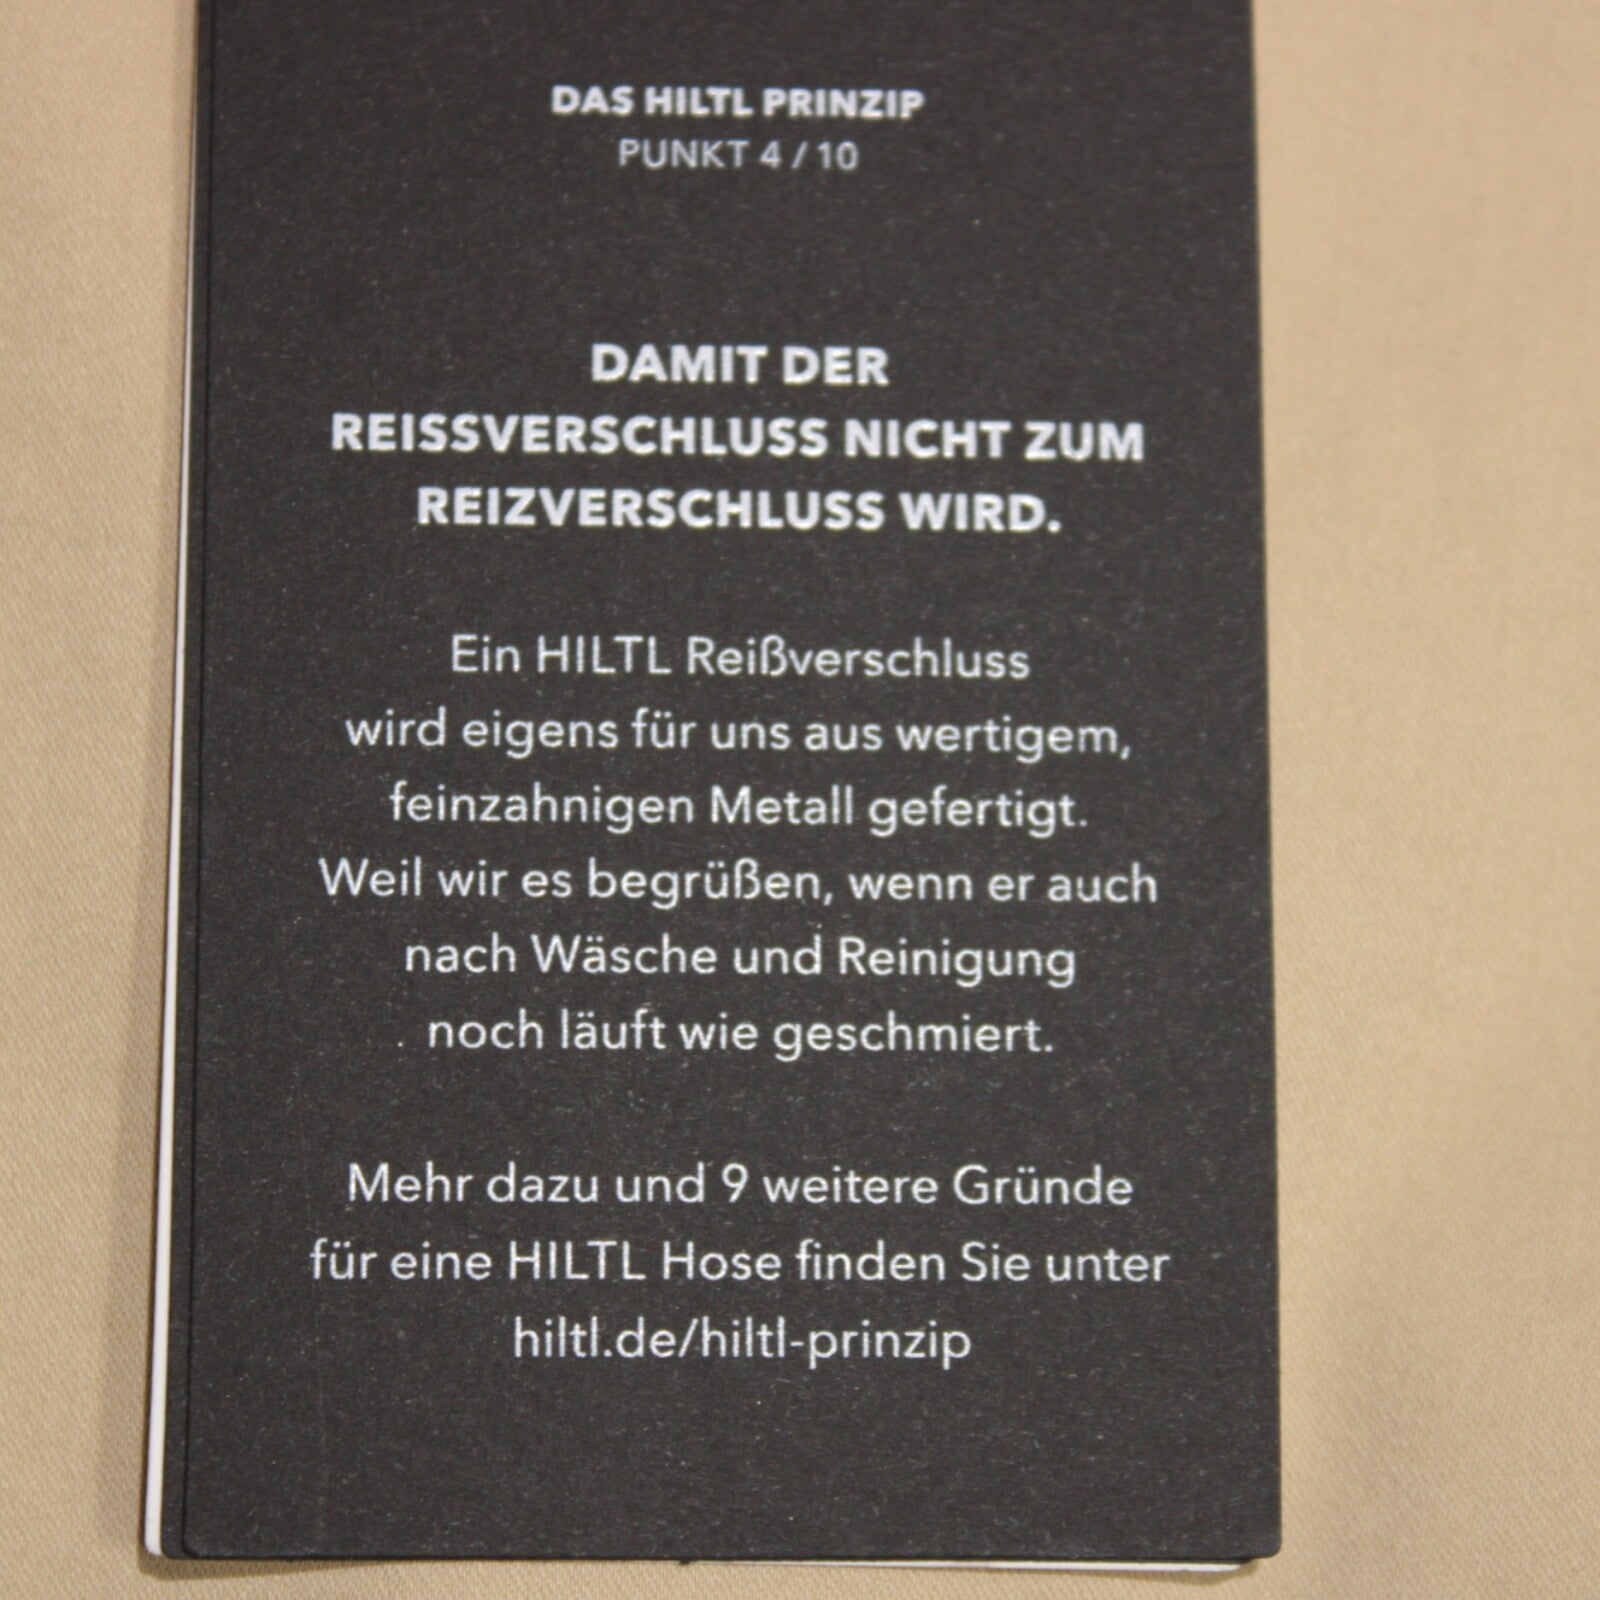 DAS HILTL PRINZIP
PUNKT 4 / 10
DAMIT DER
REISSVERSCHLUSS NICHT ZUM
REIZVERSCHLUSS WIRD.
Ein HILTL Reißverschluss
wird eigens für uns aus wertigem,
feinzahnigen Metall gefertigt.
Weil wir es begrüßen, wenn er auch
nach Wäsche und Reinigung
noch läuft wie geschmiert.
Mehr dazu und 9 weitere Gründe
für eine HILTL Hose finden Sie unter
hiltl.de/hiltl-prinzip